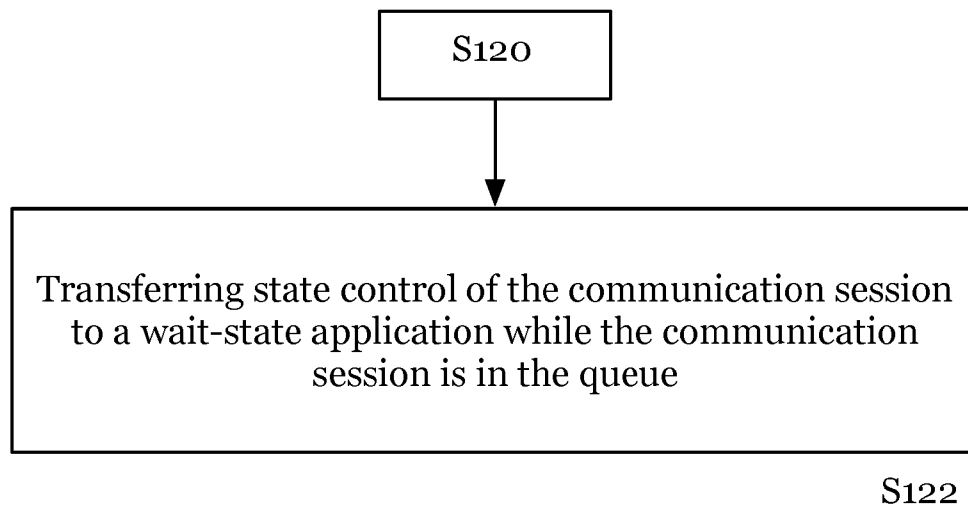 S120
Transferring state control of the communication session
to a wait-state application while the communication
session is in the queue
S122